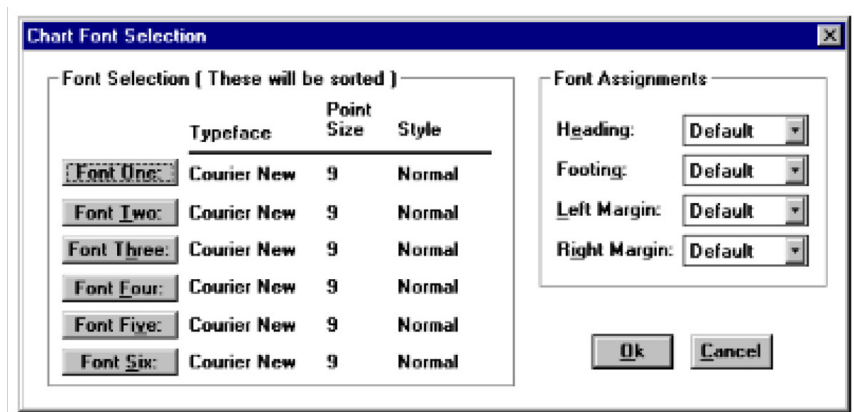 Chart Font Selection
Font Selection ( These will be sorted )
Typeface Point Size Style
Font One: Courier New 9 Normal
Font Two: Courier New 9 Normal
Font Three: Courier New 9 Normal
Font Four: Courier New 9 Normal
Font Five: Courier New 9 Normal
Font Six: Courier New 9 Normal
Font Assignments
Heading: Default
Footing: Default
Left Margin: Default
Right Margin: Default
Ok Cancel